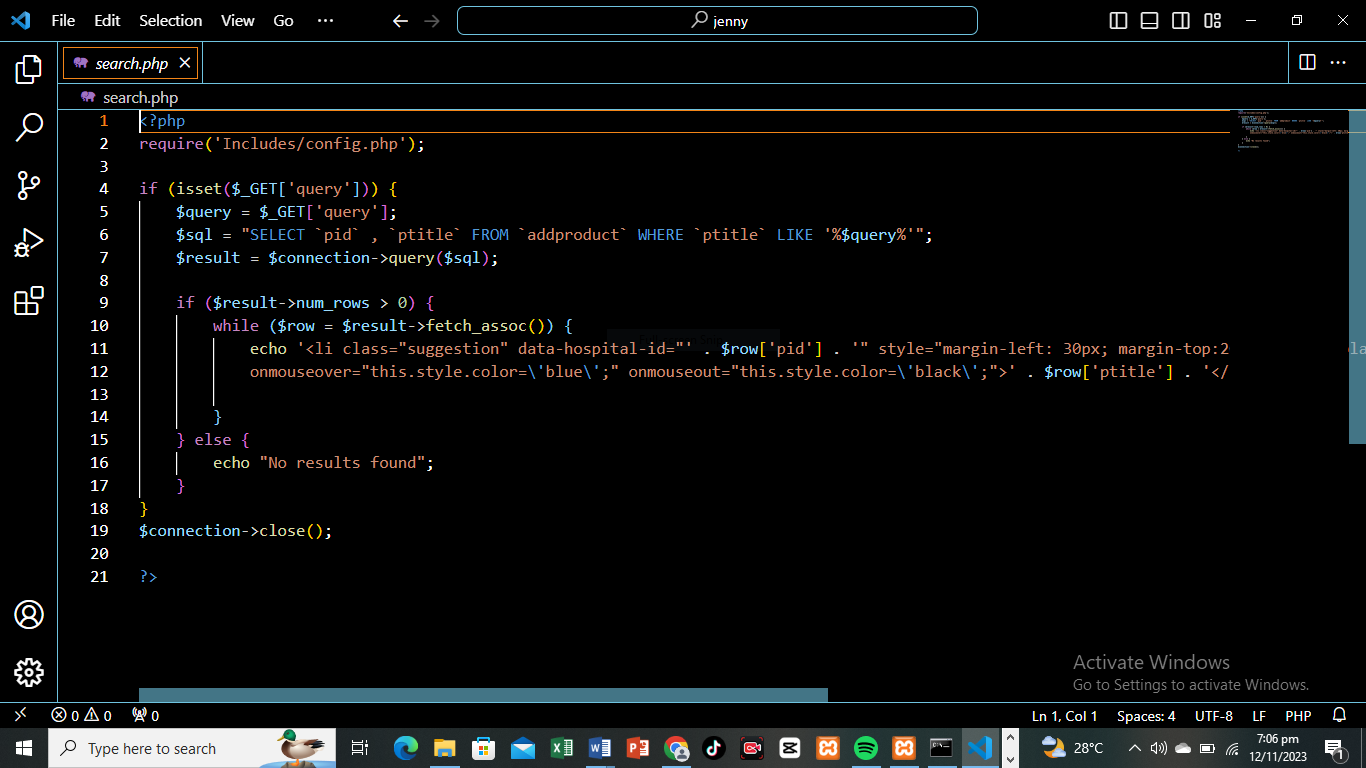 File Edit Selection View Go ··· jenny
search.php
search.php
1 <?php
2 require('Includes/config.php');
3
4 if (isset($_GET['query'])) {
5 $query = $_GET['query'];
6 $sql = "SELECT `pid` , `ptitle` FROM `addproduct` WHERE `ptitle` LIKE '%$query%'";
7 $result = $connection->query($sql);
8
9 if ($result->num_rows > 0) {
10 while ($row = $result->fetch_assoc()) {
11 echo '<li class="suggestion" data-hospital-id="' . $row['pid'] . '" style="margin-left: 30px; margin-top:2 la
12 onmouseover="this.style.color=\'blue\';" onmouseout="this.style.color=\'black\';">' . $row['ptitle'] . '</
13
14 }
15 } else {
16 echo "No results found";
17 }
18 }
19 $connection->close();
20
21 ?>
Activate Windows
Go to Settings to activate Windows.
0 0 0 Ln 1, Col 1 Spaces: 4 UTF-8 LF PHP
Type here to search 28°C 7:06 pm
12/11/2023 1